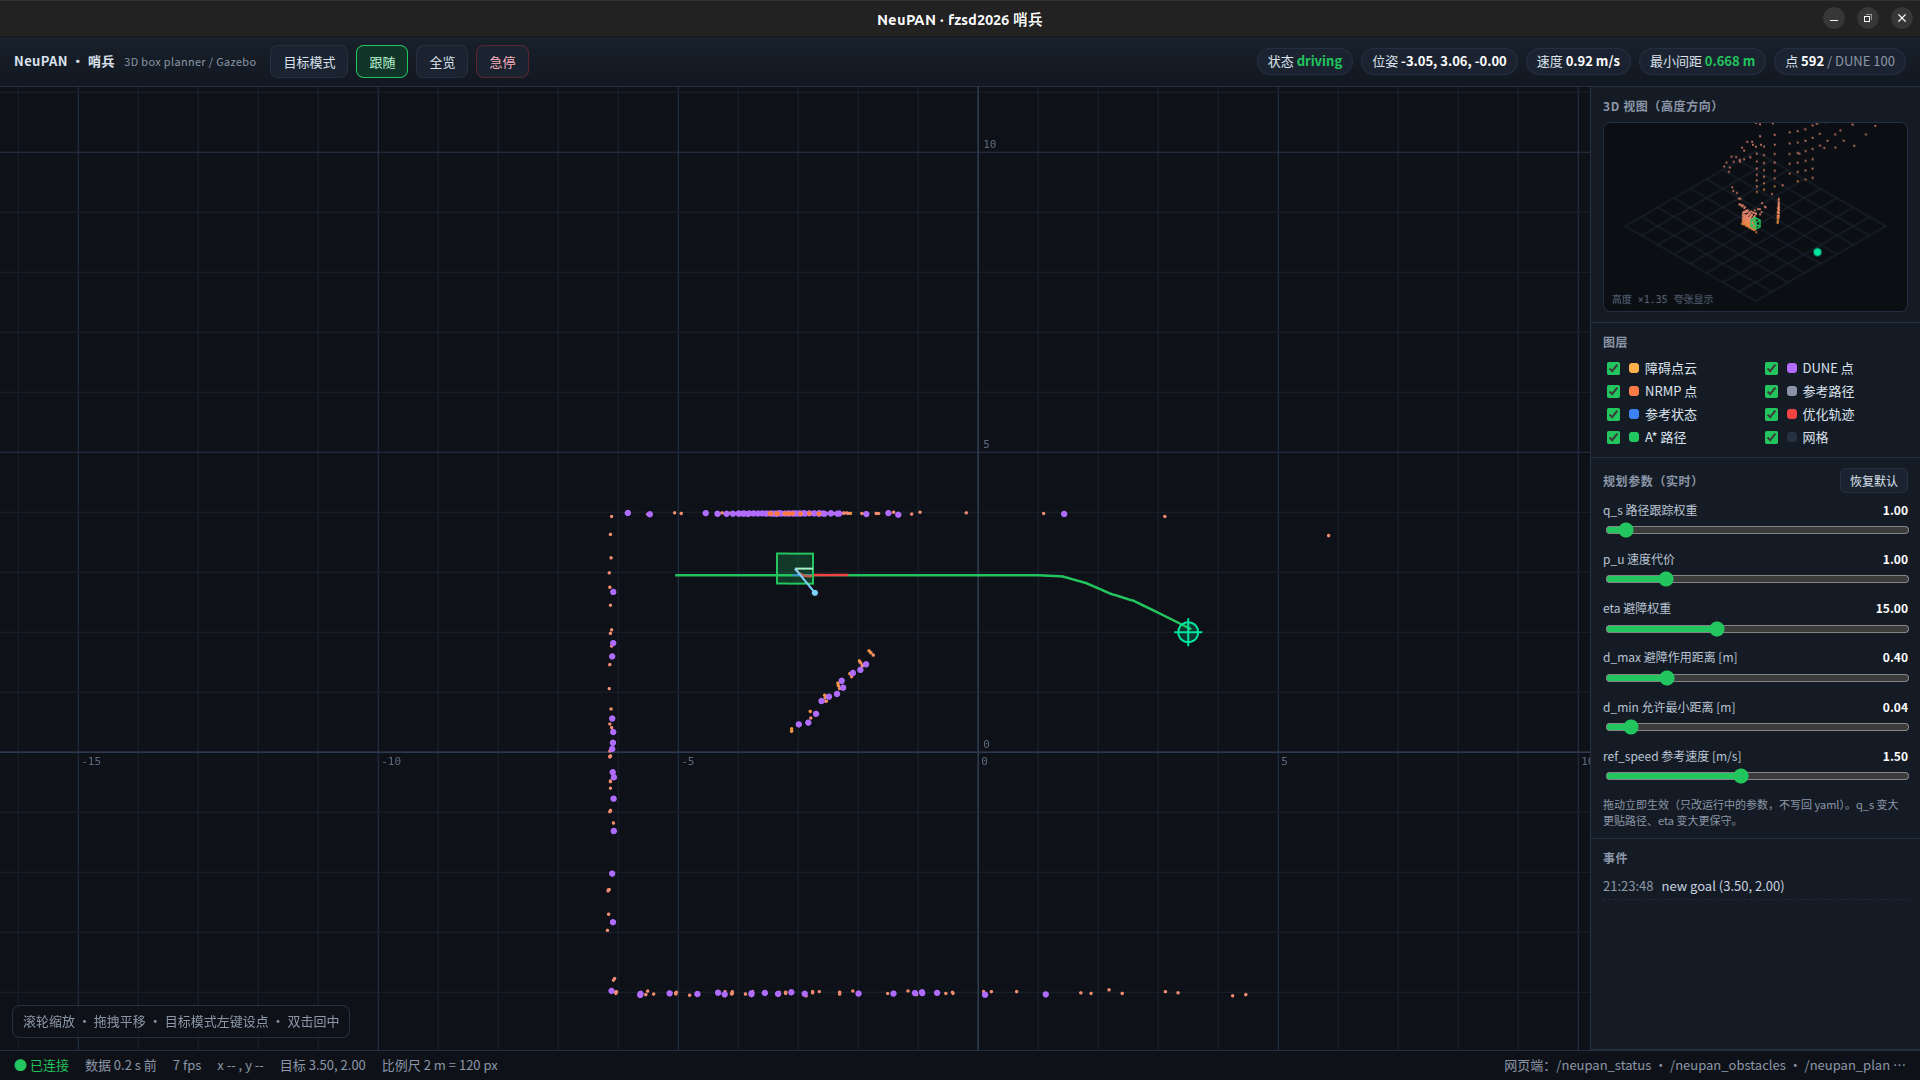 NeuPAN · fzsd2026 哨兵
NeuPAN · 哨兵 3D box planner / Gazebo 目标模式 跟随 全览 急停 状态 driving 位姿 -3.05, 3.06, -0.00 速度 0.92 m/s 最小间距 0.668 m 点 592 / DUNE 100
3D 视图（高度方向）
高度 ×1.35 夸张显示
图层
障碍点云 DUNE 点
NRMP 点 参考路径
参考状态 优化轨迹
A* 路径 网格
规划参数（实时） 恢复默认
q_s 路径跟踪权重 1.00
p_u 速度代价 1.00
eta 避障权重 15.00
d_max 避障作用距离 [m] 0.40
d_min 允许最小距离 [m] 0.04
ref_speed 参考速度 [m/s] 1.50
拖动立即生效（只改运行中的参数，不写回 yaml）。q_s 变大
更贴路径、eta 变大更保守。
事件
21:23:48 new goal (3.50, 2.00)
10
5
0
-15 -10 -5 0 5 10
滚轮缩放 · 拖拽平移 · 目标模式左键设点 · 双击回中
已连接 数据 0.2 s 前 7 fps x -- , y -- 目标 3.50, 2.00 比例尺 2 m = 120 px 网页端：/neupan_status · /neupan_obstacles · /neupan_plan ···